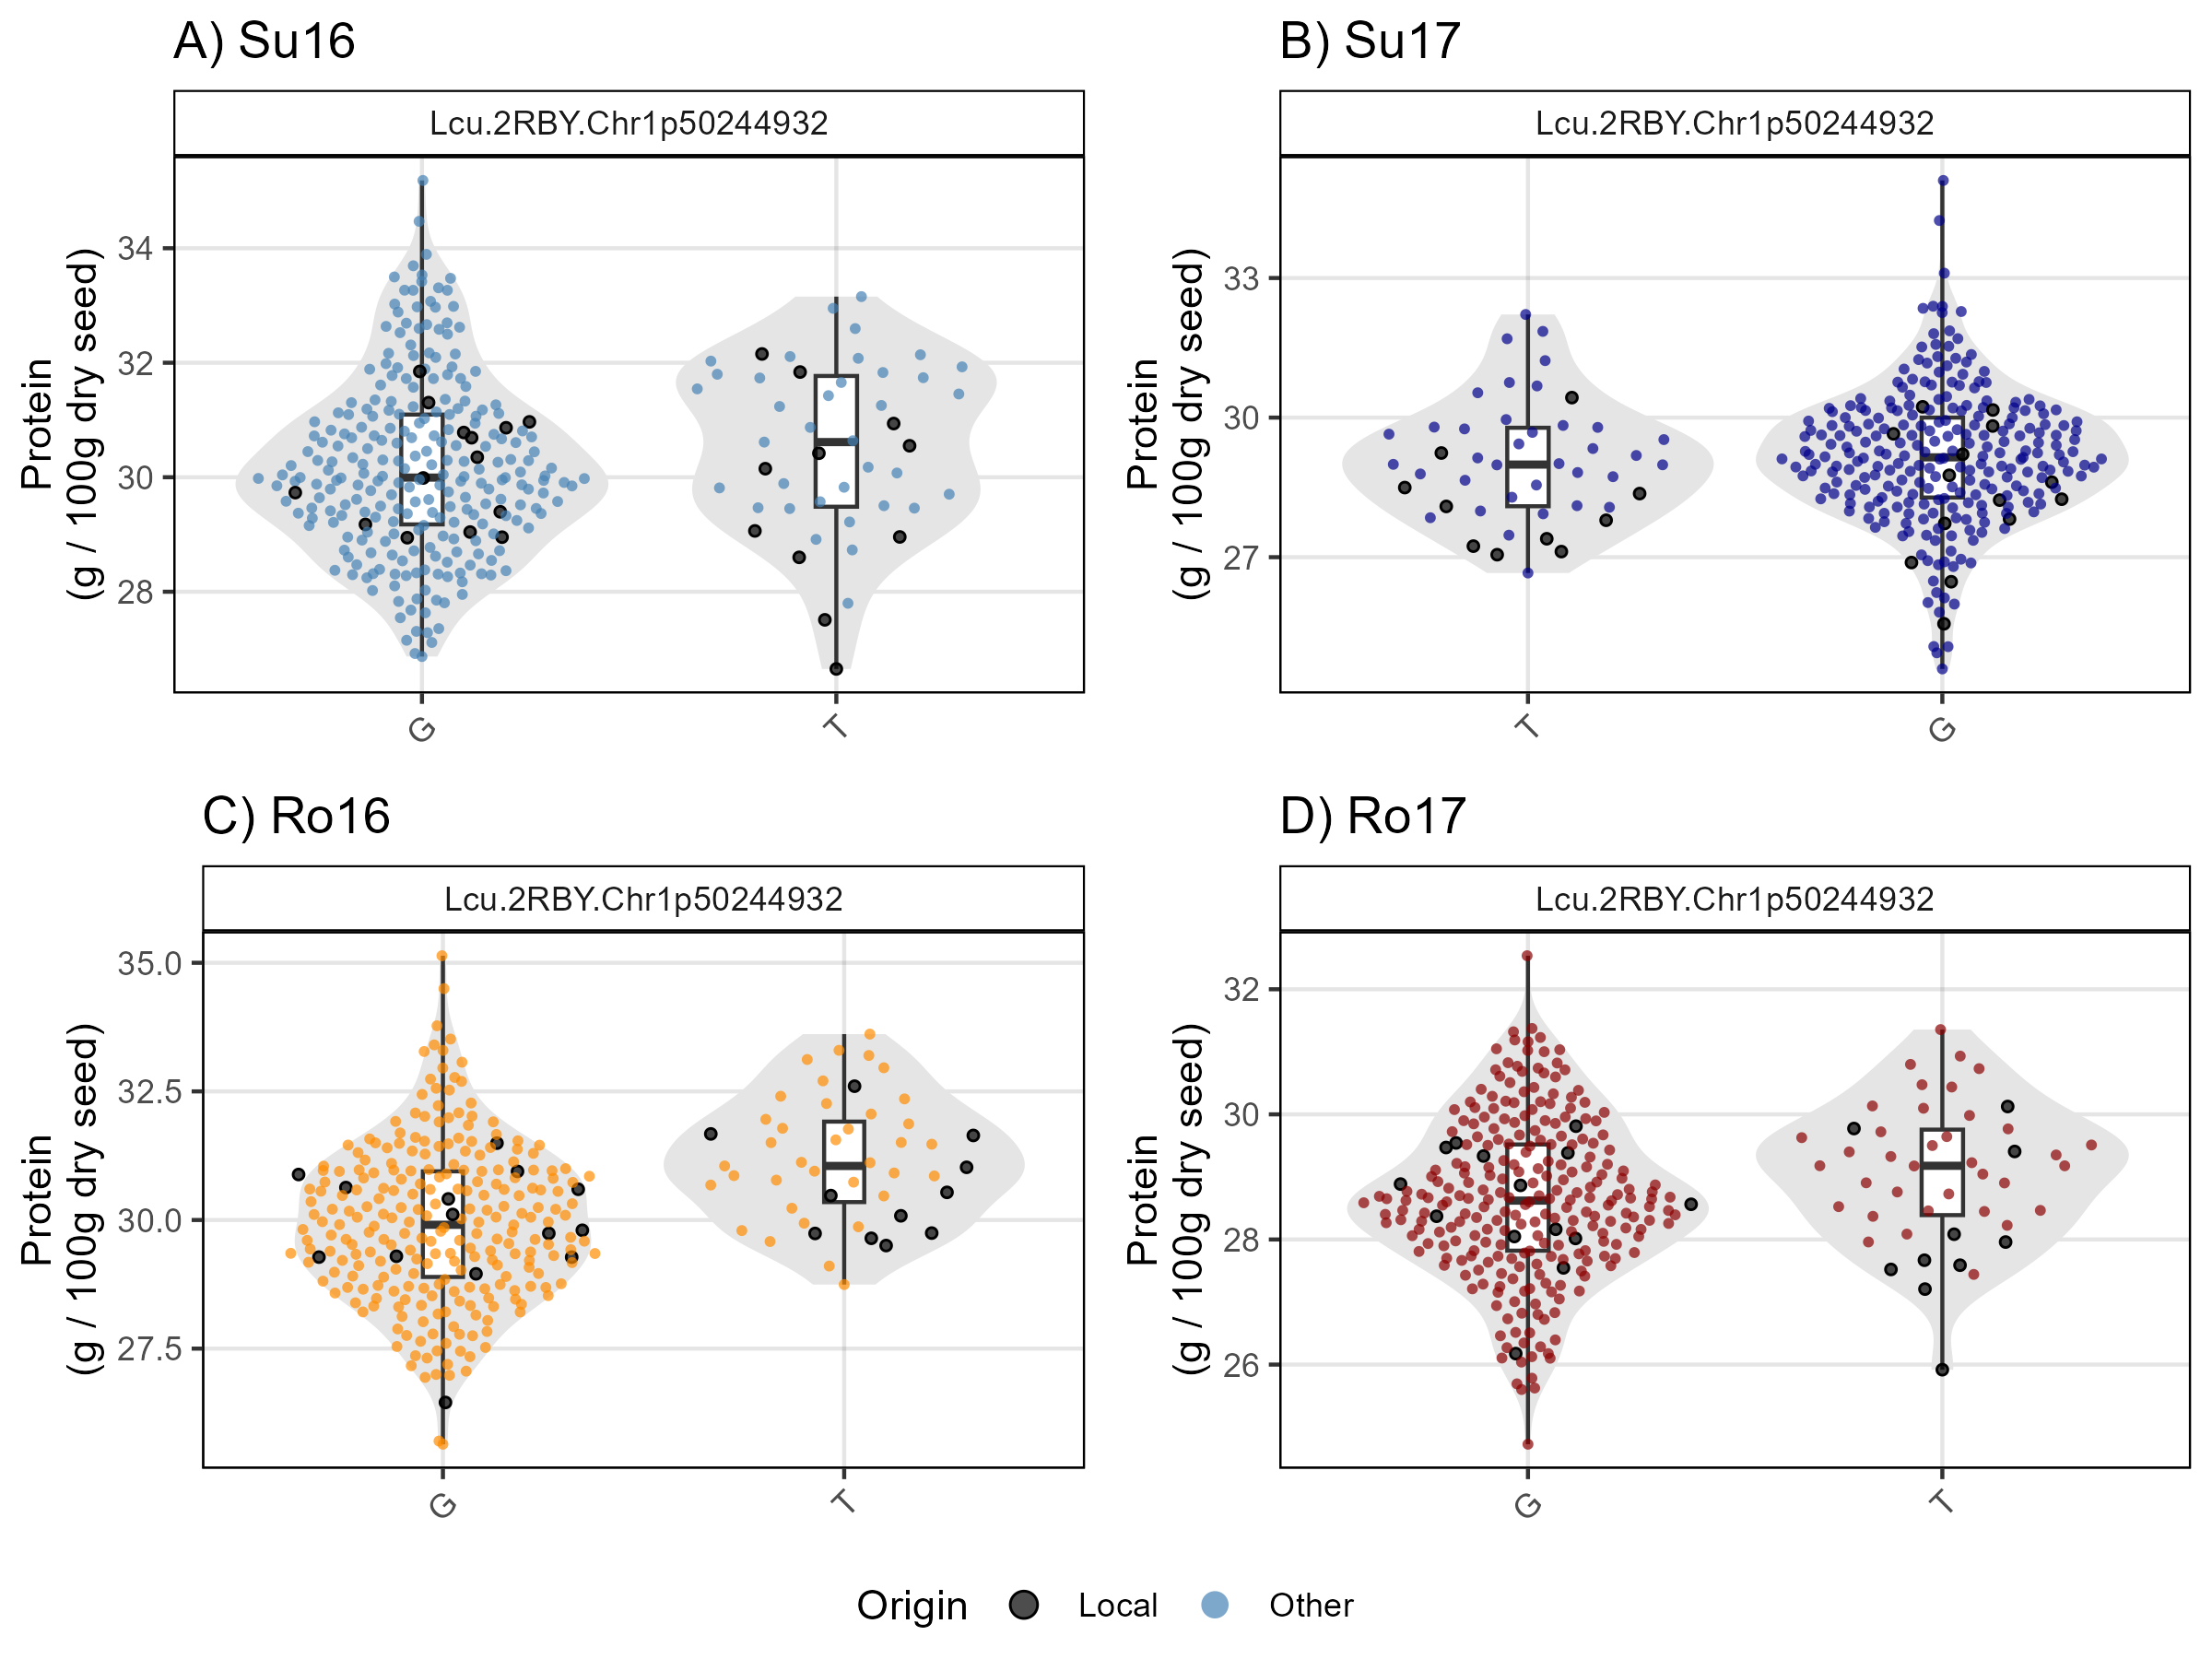 A) Su16
Lcu.2RBY.Chr1p50244932
Protein
(g / 100g dry seed)
34
32
30
28
G
T
B) Su17
Lcu.2RBY.Chr1p50244932
Protein
(g / 100g dry seed)
33
30
27
T
G
C) Ro16
Lcu.2RBY.Chr1p50244932
Protein
(g / 100g dry seed)
35.0
32.5
30.0
27.5
G
T
D) Ro17
Lcu.2RBY.Chr1p50244932
Protein
(g / 100g dry seed)
32
30
28
26
G
T
Origin Local Other